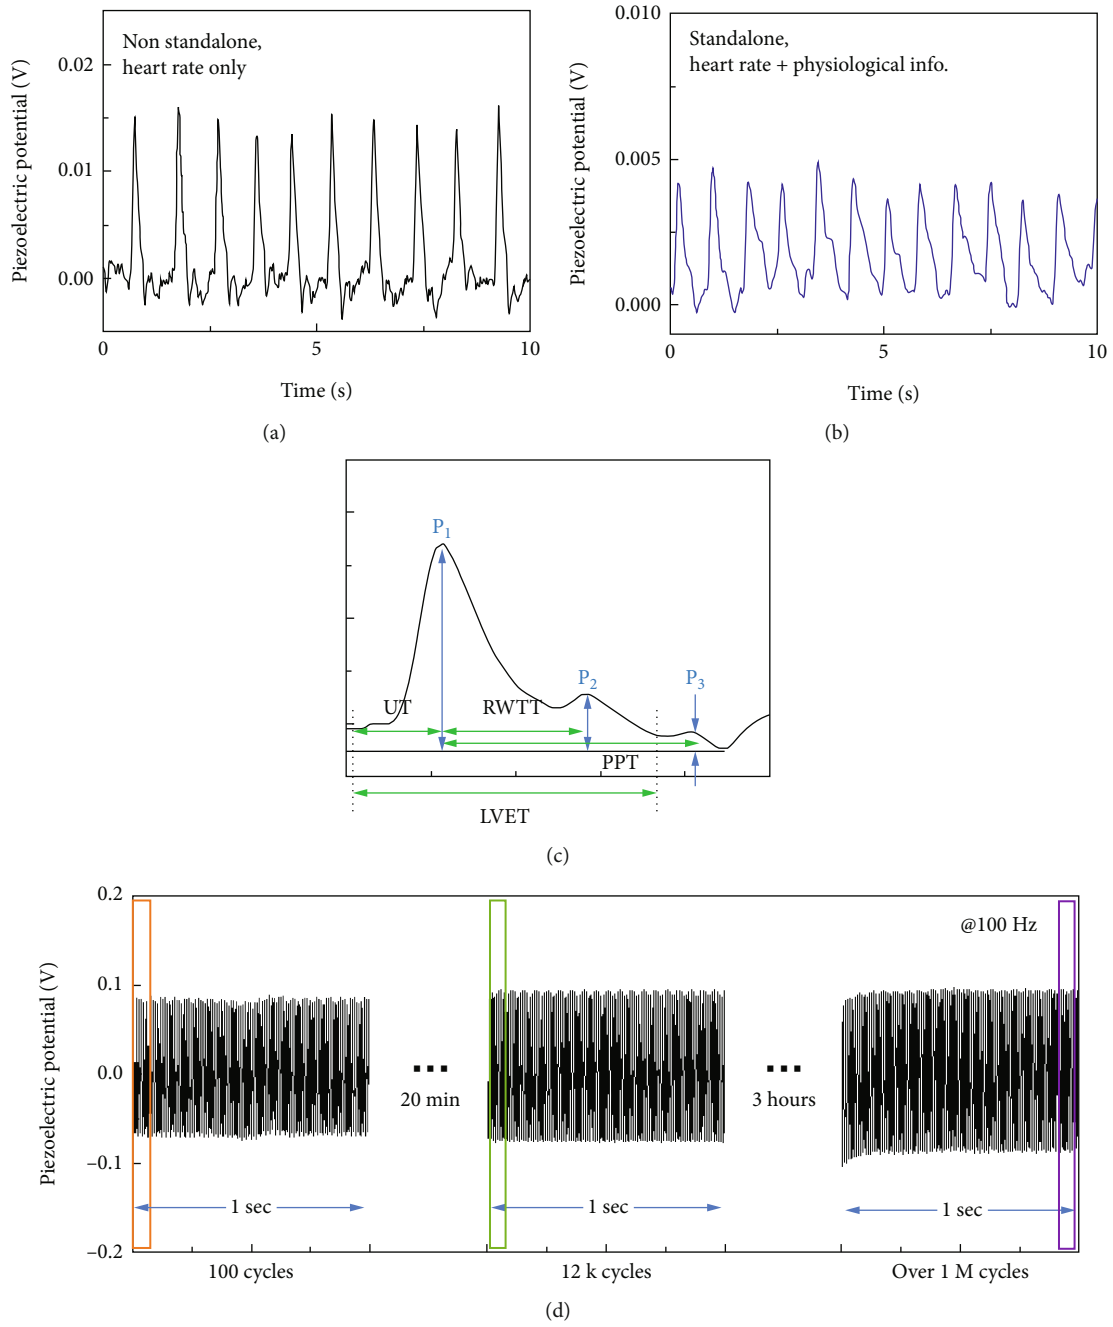 Non standalone,
heart rate only
Piezoelectric potential (V)
0.02
0.01
0.00
0
5
10
Time (s)
(a)
Standalone,
heart rate + physiological info.
Piezoelectric potential (V)
0.010
0.005
0.000
0
5
10
Time (s)
(b)
P1
P2
P3
UT
RWTT
PPT
LVET
(c)
Piezoelectric potential (V)
0.2
0.1
0.0
–0.1
–0.2
@100 Hz
20 min
3 hours
1 sec
1 sec
1 sec
100 cycles
12 k cycles
Over 1 M cycles
(d)